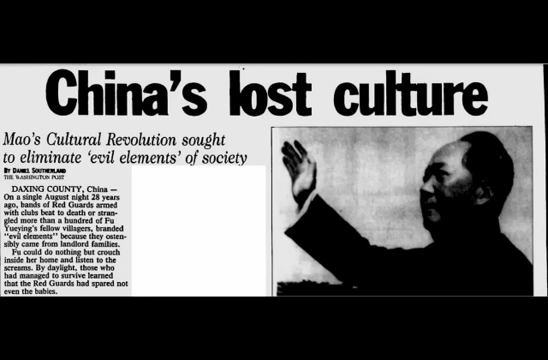 China's lost culture
Mao's Cultural Revolution sought
to eliminate ‘evil elements’ of society
BY DANIEL SOUTHERLAND
THE WASHINGTON POST
DAXING COUNTY, China —
On a single August night 28 years
ago, bands of Red Guards armed
with clubs beat to death or stran-
gled more than a hundred of Fu
Yueying's fellow villagers, branded
“evil elements” because they osten-
sibly came from landlord families.
Fu could do nothing but crouch
inside her home and listen to the
screams. By daylight, those who
had managed to survive learned
that the Red Guards had spared not
even the babies.